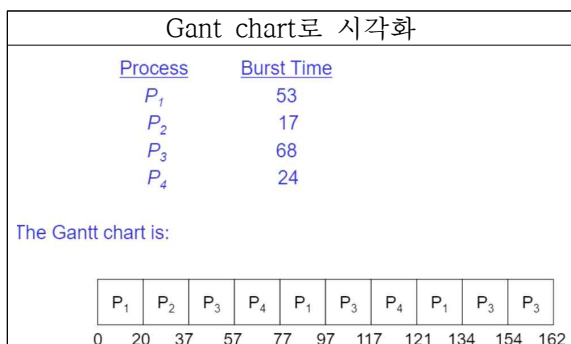 Gant chart로 시각화
Process Burst Time
P1 53
P2 17
P3 68
P4 24
The Gantt chart is:
P1 P2 P3 P4 P1 P3 P4 P1 P3 P3
0 20 37 57 77 97 117 121 134 154 162